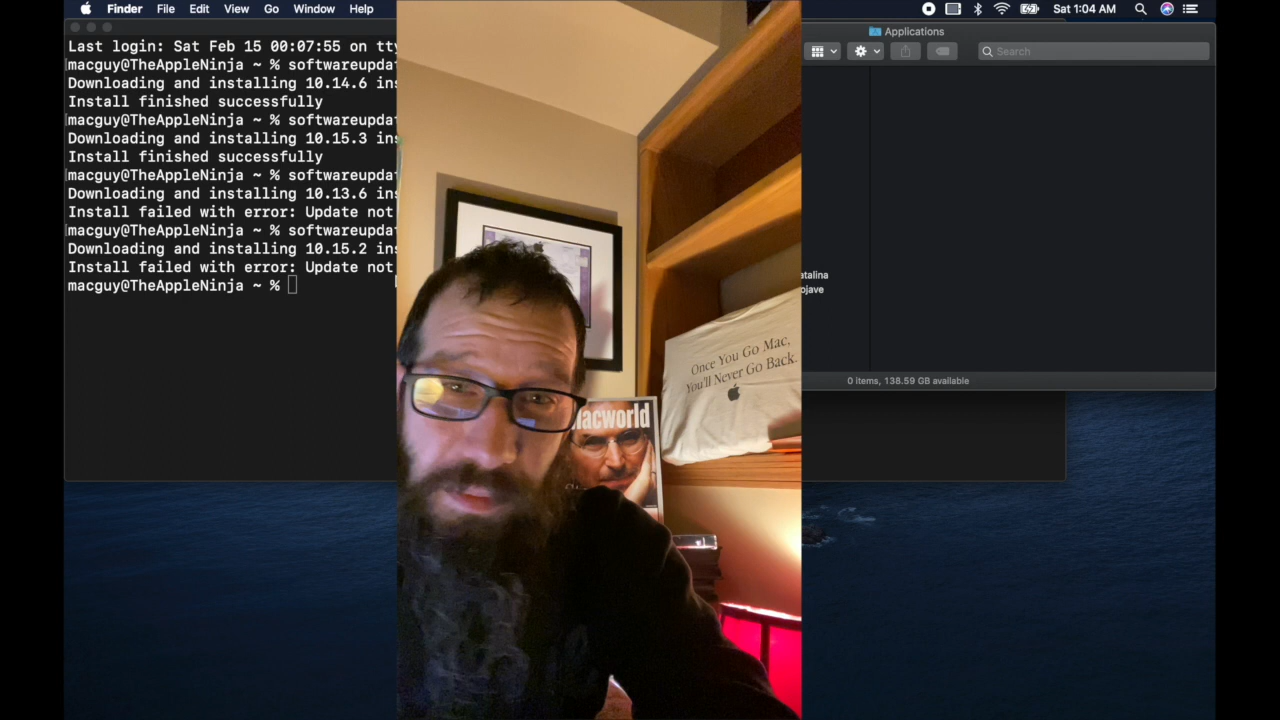 Finder File Edit View Go Window Help
Sat 1:04 AM
Last login: Sat Feb 15 00:07:55 on tty
macguy@TheAppleNinja ~ % softwareupdat
Downloading and installing 10.14.6 ins
Install finished successfully
macguy@TheAppleNinja ~ % softwareupdat
Downloading and installing 10.15.3 ins
Install finished successfully
macguy@TheAppleNinja ~ % softwareupdat
Downloading and installing 10.13.6 ins
Install failed with error: Update not
macguy@TheAppleNinja ~ % softwareupdat
Downloading and installing 10.15.2 ins
Install failed with error: Update not
macguy@TheAppleNinja ~ %
Once You Go Mac,
You'll Never Go Back.
acworld
Applications
Search
atalina
ojave
0 items, 138.59 GB available